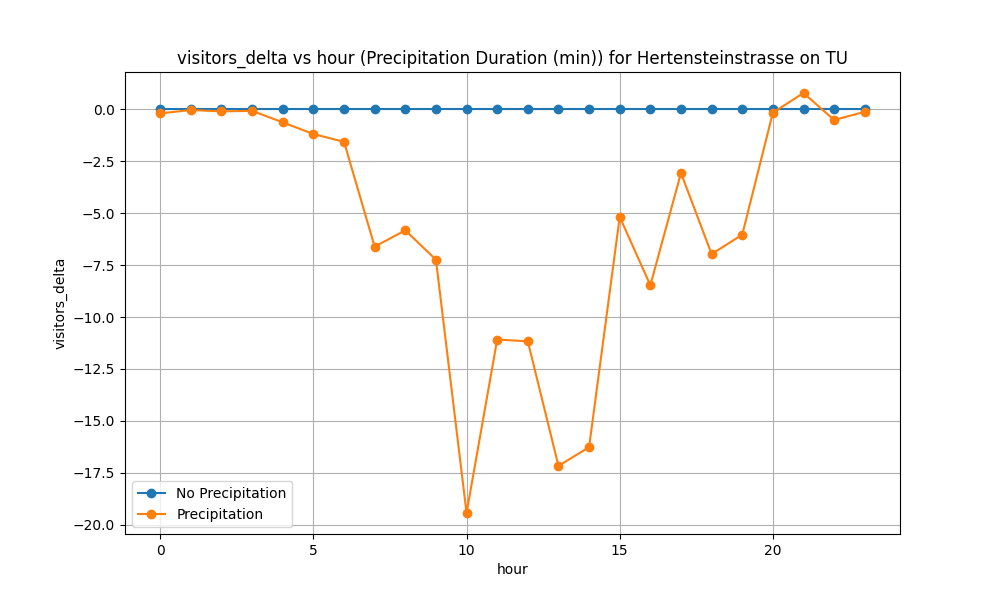 visitors_delta vs hour (Precipitation Duration (min)) for Hertensteinstrasse on TU
visitors_delta
0.0
−2.5
−5.0
−7.5
−10.0
−12.5
−15.0
−17.5
−20.0
No Precipitation
Precipitation
0
5
10
15
20
hour